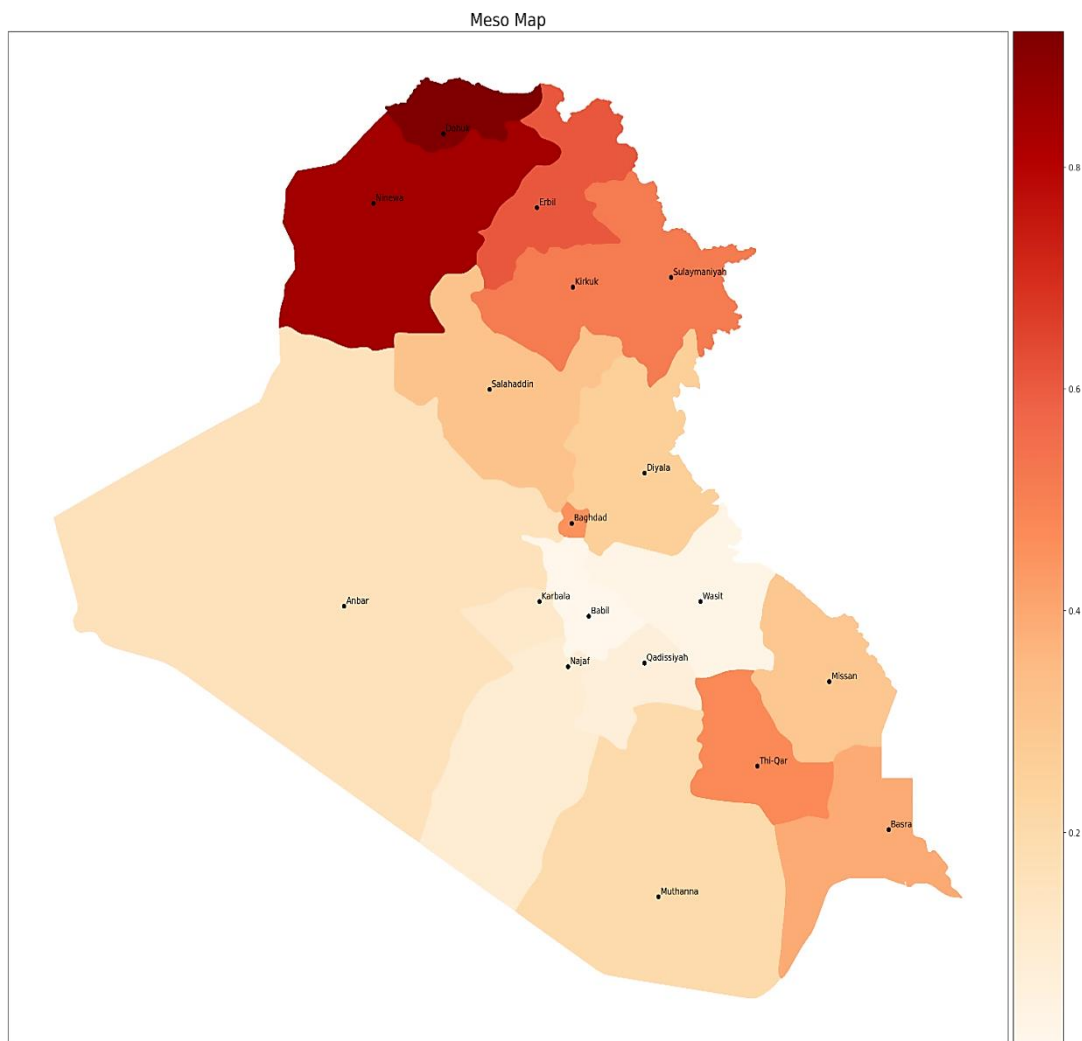 Meso Map
Dohuk
0.8
Ninewa
Erbil
Sulaymaniyah
Kirkuk
0.6
Salahaddin
Diyala
Baghdad
Karbala
Anbar
Wasit
Babil
0.4
Qadissiyah
Najaf
Missan
Thi-Qar
Basra
0.2
Muthanna